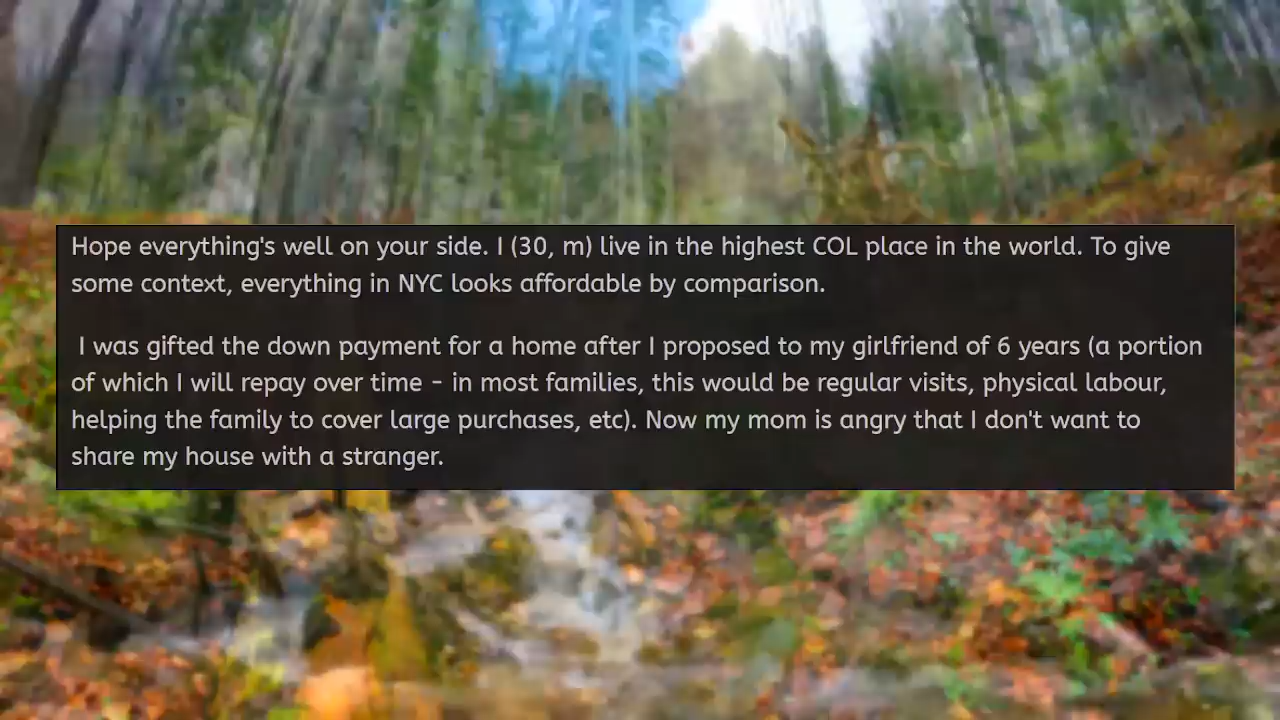 Hope everything's well on your side. I (30, m) live in the highest COL place in the world. To give
some context, everything in NYC looks affordable by comparison.
I was gifted the down payment for a home after I proposed to my girlfriend of 6 years (a portion
of which I will repay over time - in most families, this would be regular visits, physical labour,
helping the family to cover large purchases, etc). Now my mom is angry that I don't want to
share my house with a stranger.